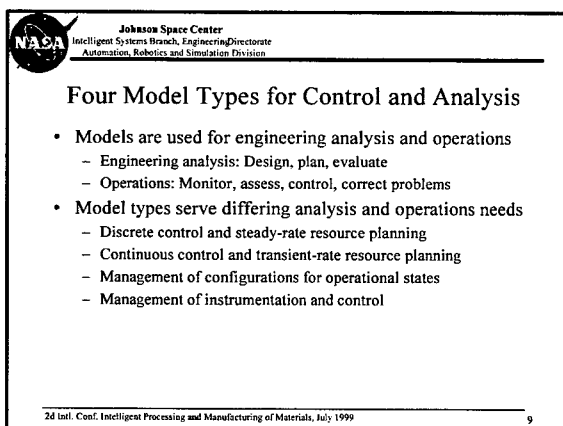 NASA
Johnson Space Center
Intelligent Systems Branch, EngineeringDirectorate
Automation, Robotics and Simulation Division
Four Model Types for Control and Analysis
• Models are used for engineering analysis and operations
– Engineering analysis: Design, plan, evaluate
– Operations: Monitor, assess, control, correct problems
• Model types serve differing analysis and operations needs
– Discrete control and steady-rate resource planning
– Continuous control and transient-rate resource planning
– Management of configurations for operational states
– Management of instrumentation and control
2d Intl. Conf. Intelligent Processing and Manufacturing of Materials, July 1999
9